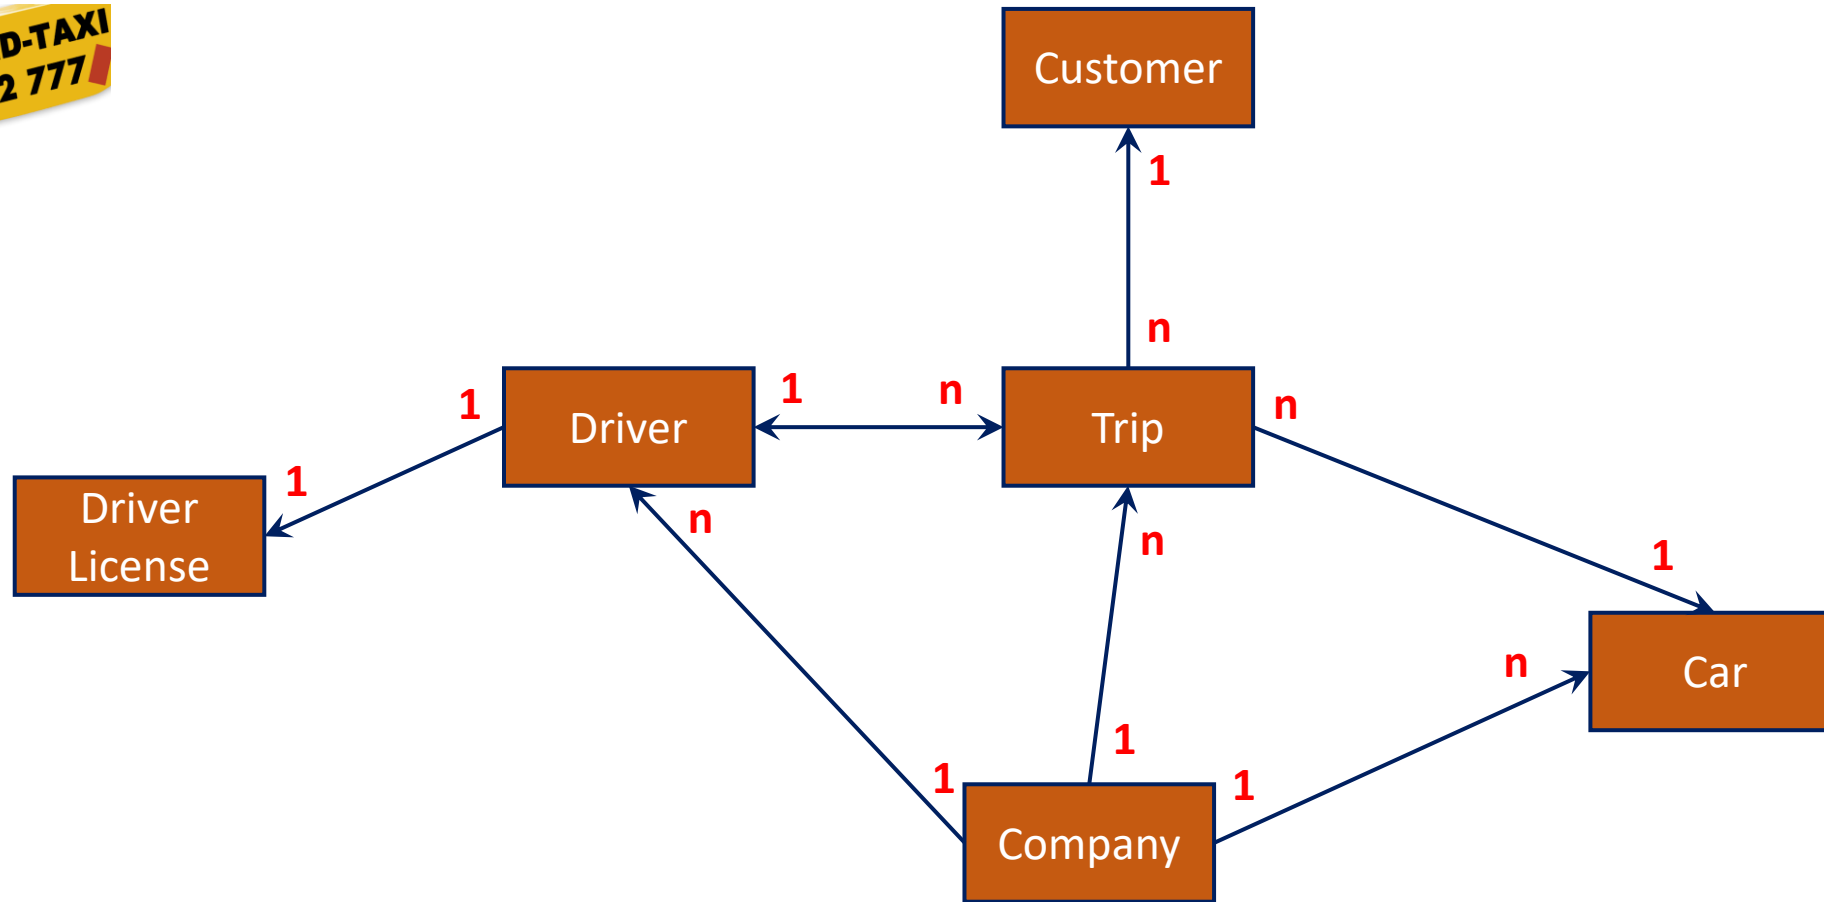 D-TAXI
2 777
Customer
1
n
Driver
1
n
Trip
n
1
1
Driver
License
n
n
1
n
Car
1
1
1
Company